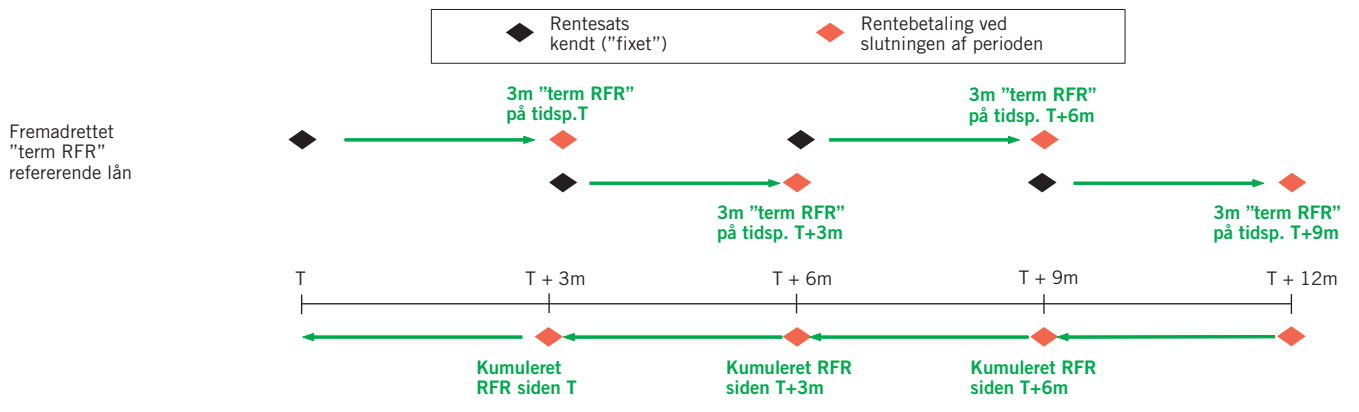 Rentesats
kendt ("fixet")
Rentebetaling ved
slutningen af perioden
Fremadrettet
"term RFR"
refererende lån
3m "term RFR"
på tidsp.T
3m "term RFR"
på tidsp. T+6m
3m "term RFR"
på tidsp. T+3m
3m "term RFR"
på tidsp. T+9m
T
T + 3m
T + 6m
T + 9m
T + 12m
Kumuleret
RFR siden T
Kumuleret RFR
siden T+3m
Kumuleret RFR
siden T+6m